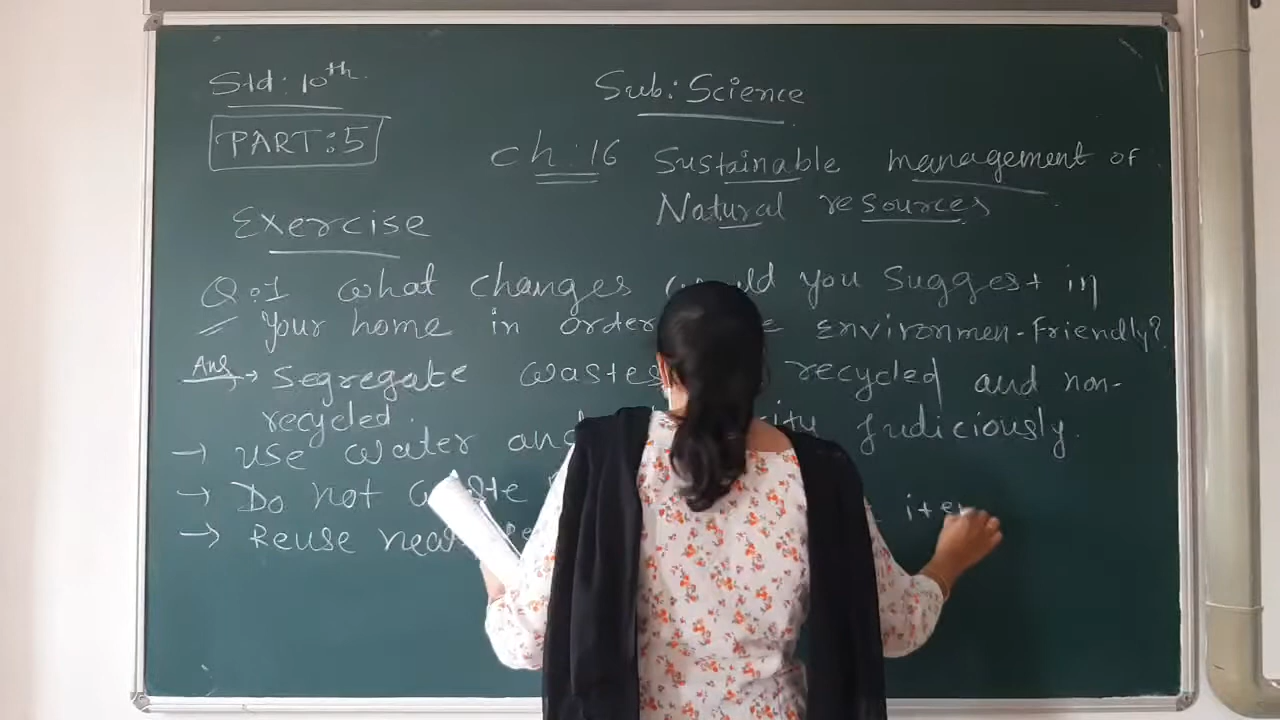 Std: 10th.
Sub: Science
PART:5
Ch:16 Sustainable management of
Natural resources
Exercise
Q:1 What changes would you suggest in
your home in order environmen-friendly?
Ans → Segregate wastes recycled and non-
recycled.
→ use water and judiciously.
→ Do not waste
→ Reuse